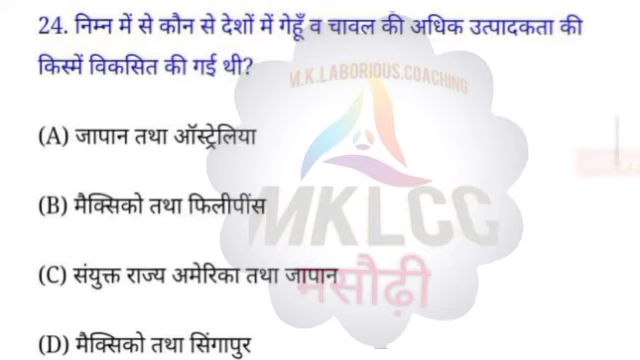 24. निम्न में से कौन से देशों में गेहूँ व चावल की अधिक उत्पादकता की
किस्में विकसित की गई थी?
M.K.LABORIOUS.COACHING
(A) जापान तथा ऑस्ट्रेलिया
(B) मैक्सिको तथा फिलीपींस
MKLCC
(C) संयुक्त राज्य अमेरिका तथा जापान
मसौढ़ी
(D) मैक्सिको तथा सिंगापुर